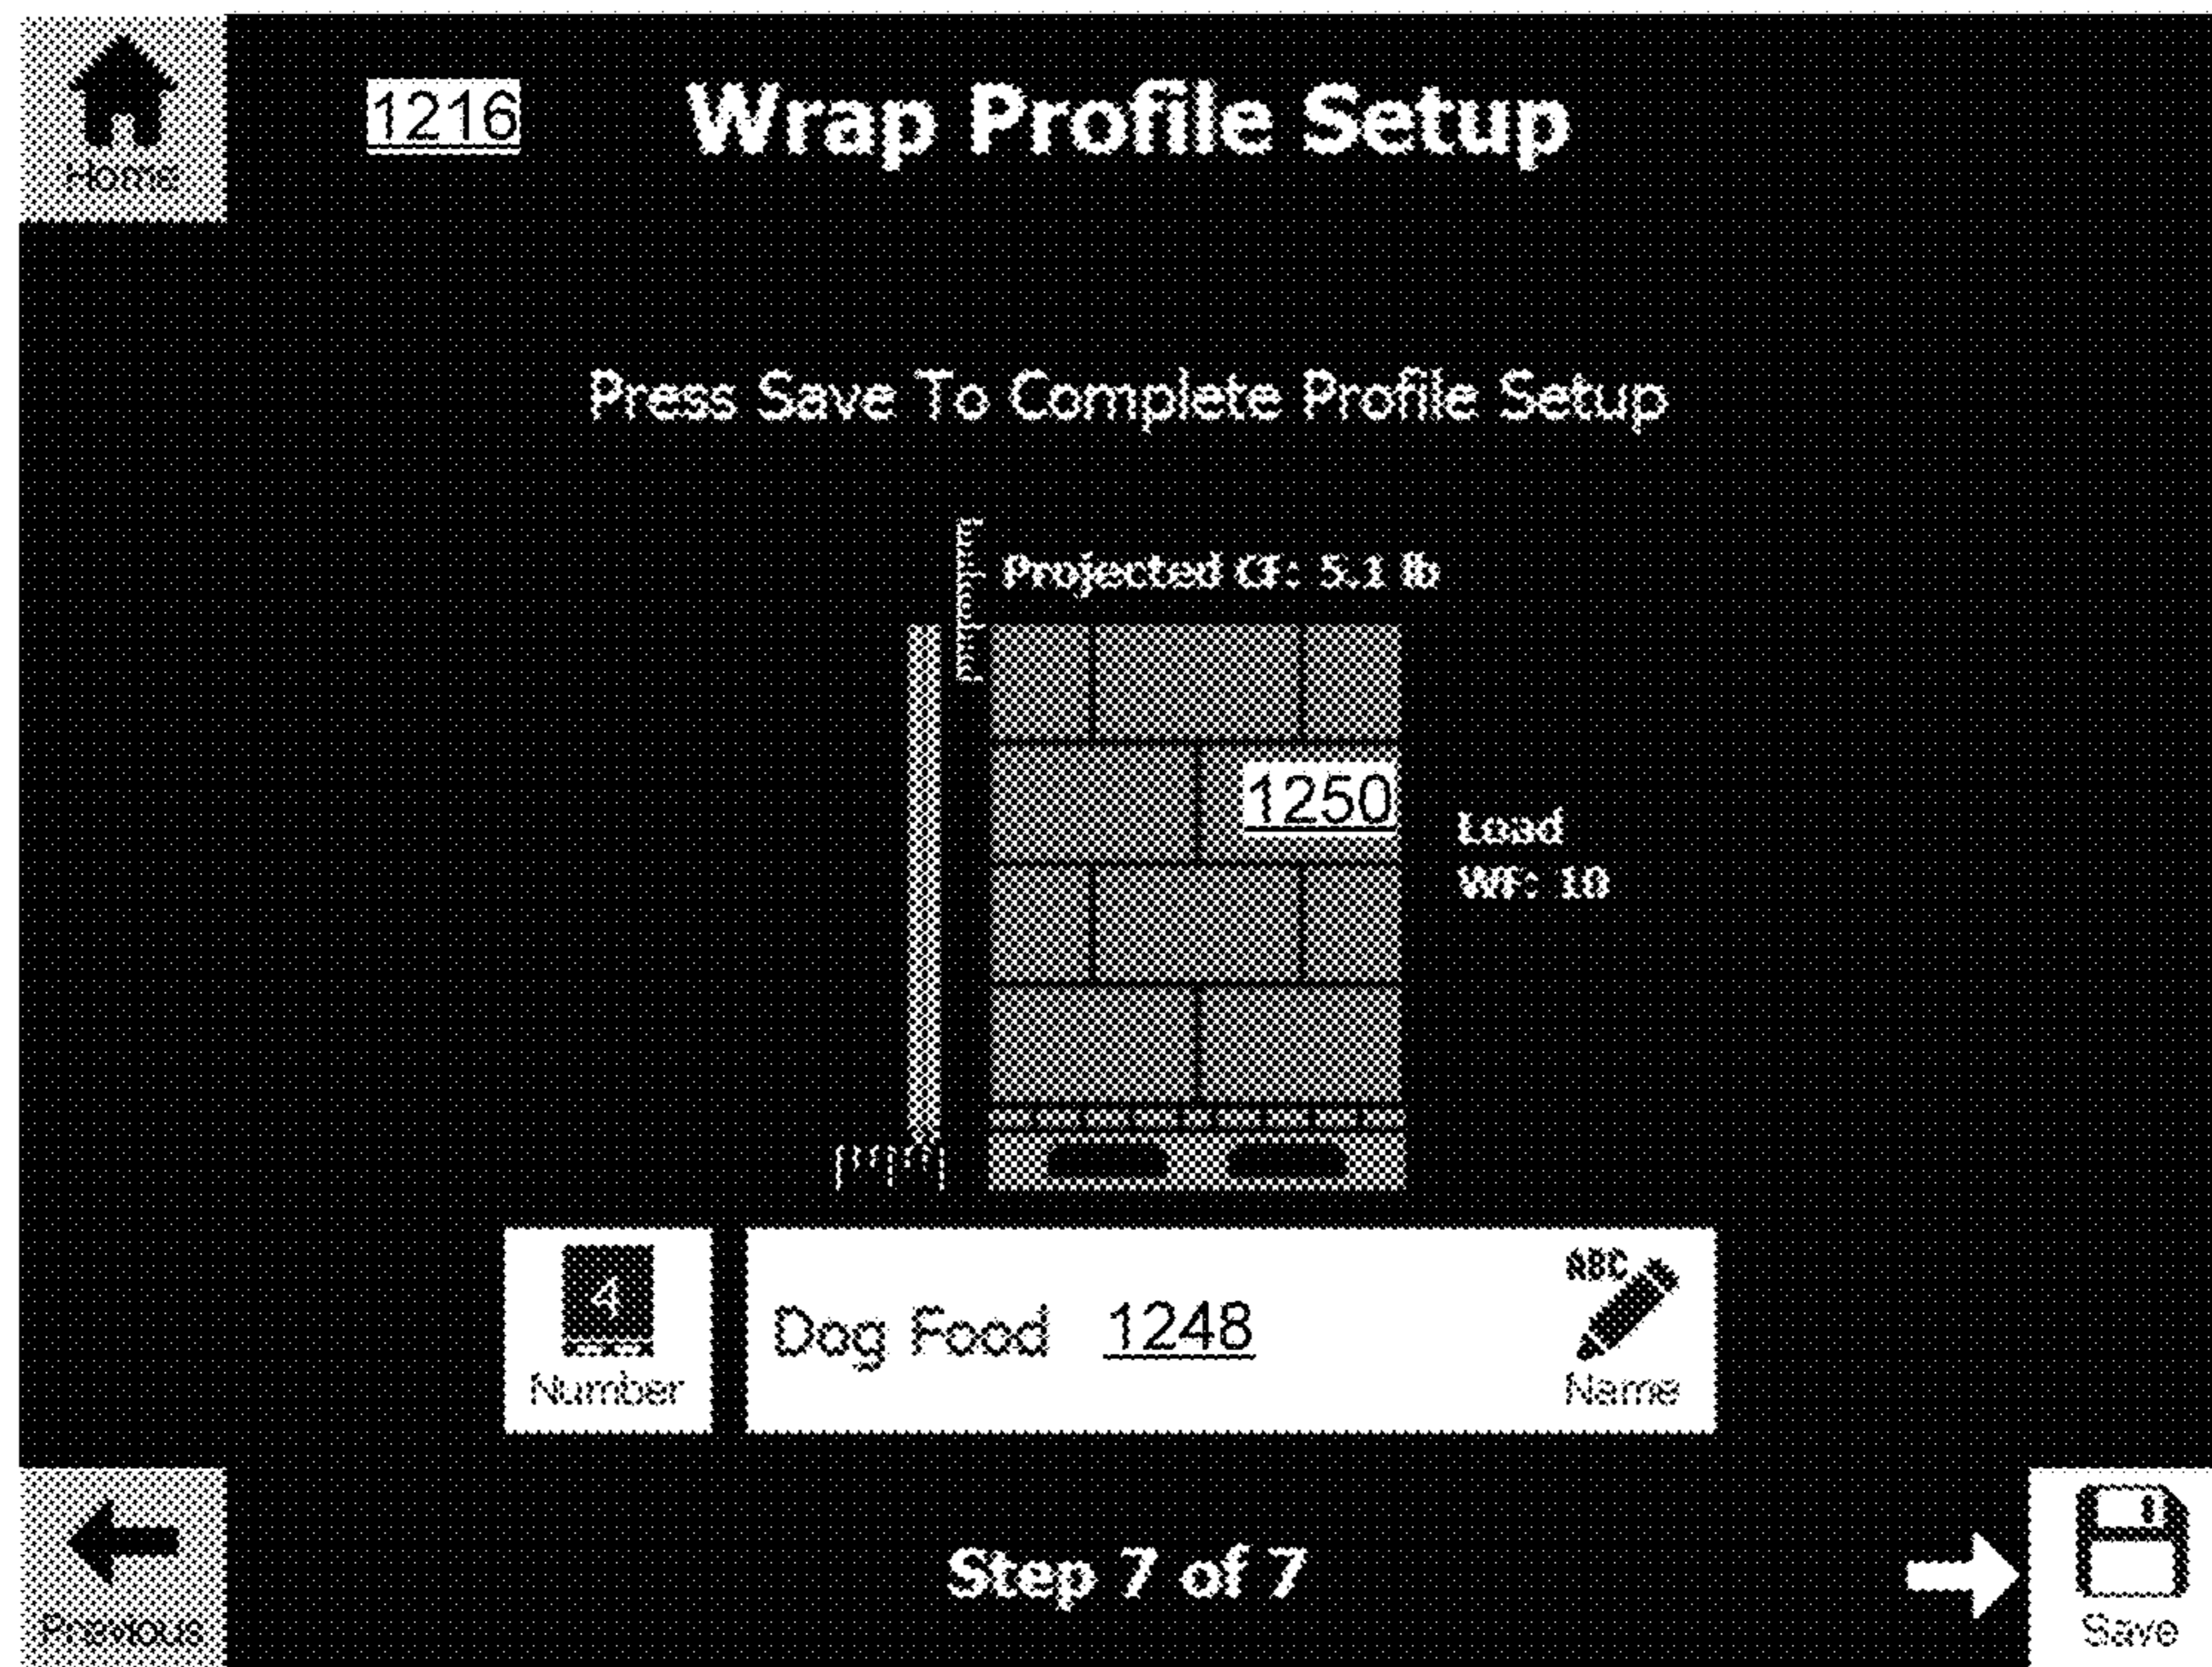 1216 Wrap Profile Setup
Home
Press Save To Complete Profile Setup
Projected CF: 5.1 lb
1250
Load
WF: 10
4
Number
Dog Food 1248
ABC
Name
Previous
Step 7 of 7
Save